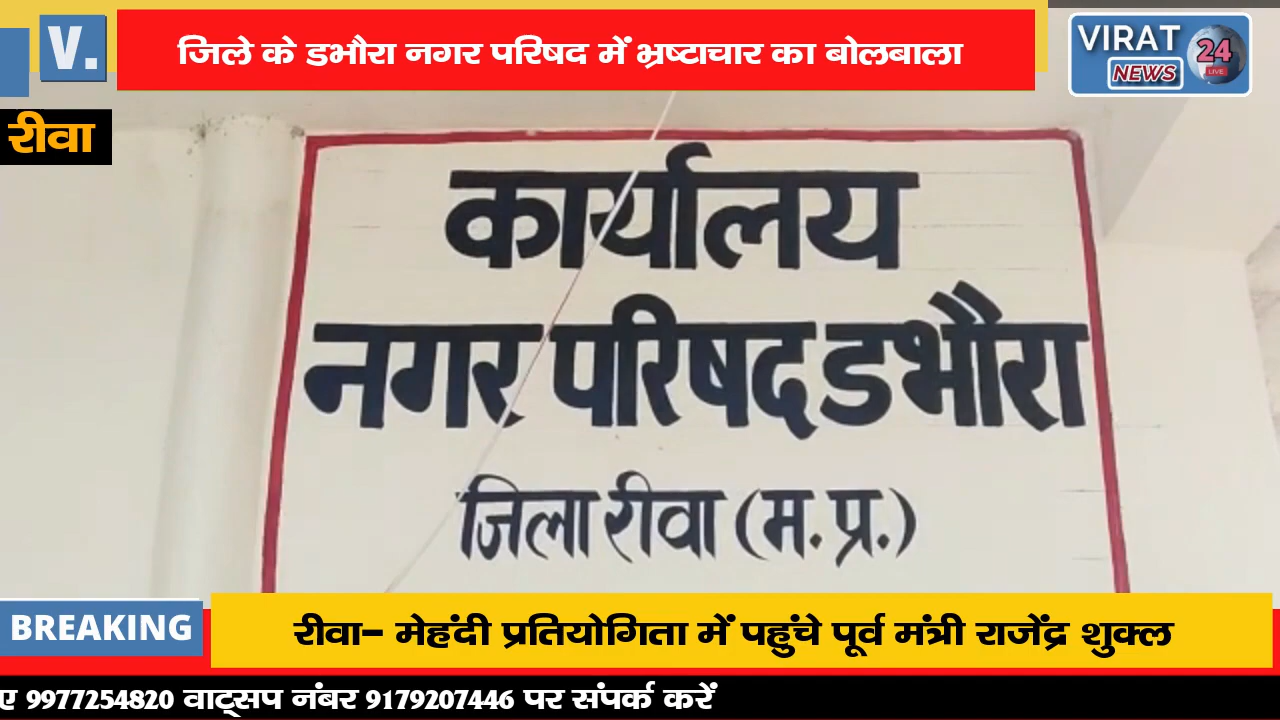 V.
जिले के डभौरा नगर परिषद में भ्रष्टाचार का बोलबाला
VIRAT
24
NEWS
LIVE
रीवा
कार्यालय
नगर परिषद डभौरा
जिला रीवा (म. प्र.)
BREAKING
रीवा- मेहंदी प्रतियोगिता में पहुंचे पूर्व मंत्री राजेंद्र शुक्ल
ए 9977254820 वाट्सप नंबर 9179207446 पर संपर्क करें